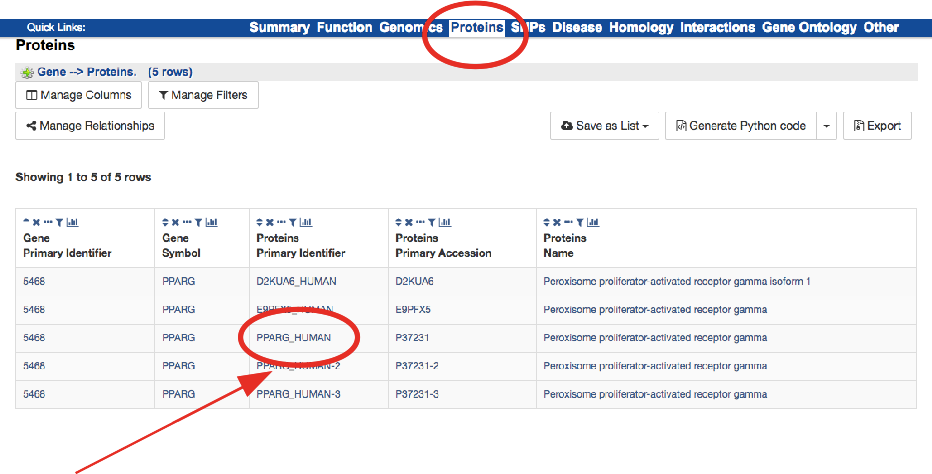 Quick Links: Summary Function Genomics Proteins SNPs Disease Homology Interactions Gene Ontology Other
Proteins
Gene --> Proteins. (5 rows)
Manage Columns Manage Filters
Manage Relationships Save as List Generate Python code Export
Showing 1 to 5 of 5 rows
Gene Primary Identifier Gene Symbol Proteins Primary Identifier Proteins Primary Accession Proteins Name
5468 PPARG D2KUA6_HUMAN D2KUA6 Peroxisome proliferator-activated receptor gamma isoform 1
5468 PPARG E9PFX5_HUMAN E9PFX5 Peroxisome proliferator-activated receptor gamma
5468 PPARG PPARG_HUMAN P37231 Peroxisome proliferator-activated receptor gamma
5468 PPARG PPARG_HUMAN-2 P37231-2 Peroxisome proliferator-activated receptor gamma
5468 PPARG PPARG_HUMAN-3 P37231-3 Peroxisome proliferator-activated receptor gamma